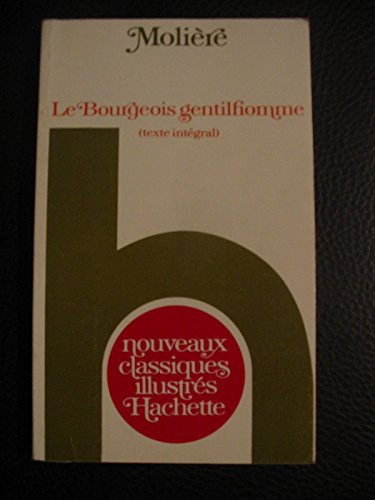 Molière
Le Bourgeois gentilhomme
(texte intégral)
nouveaux
classiques
illustrés
Hachette